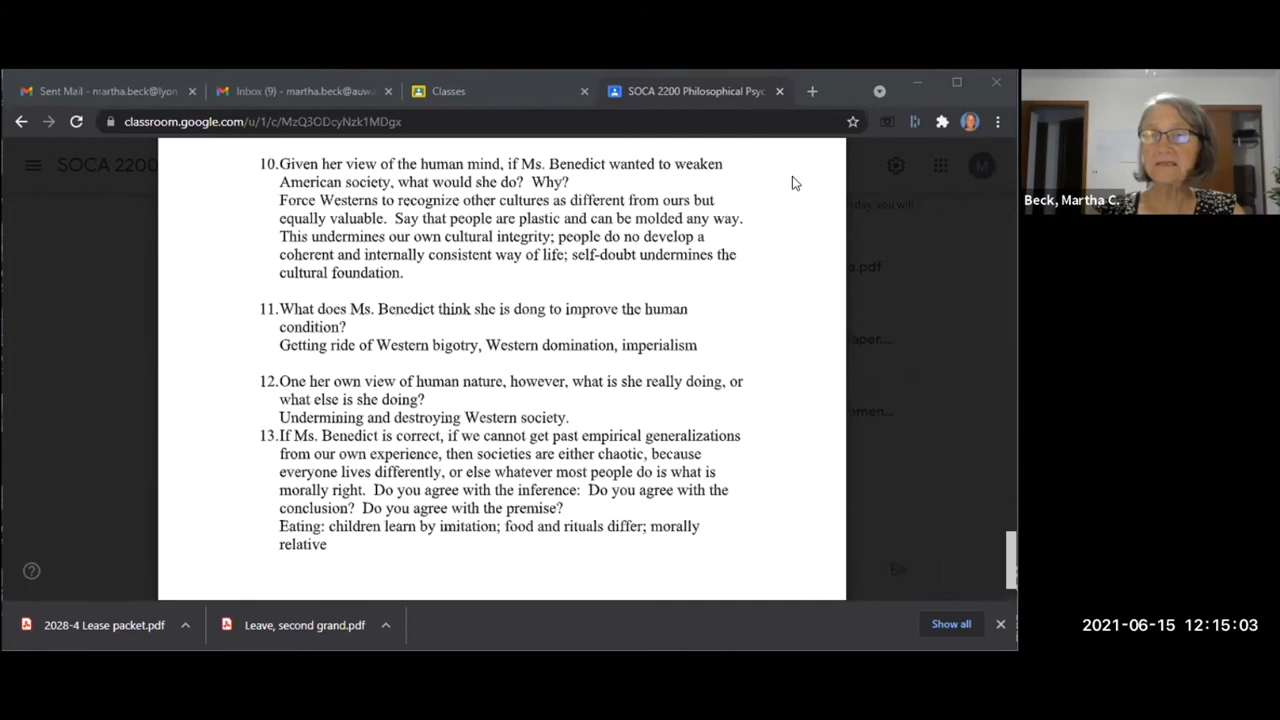 Sent Mail - martha.beck@lyon
Inbox (9) - martha.beck@auw
Classes
SOCA 2200 Philosophical Psyc
classroom.google.com/u/1/c/MzQ3ODcyNzk1MDgx
SOCA 2200
M
10.Given her view of the human mind, if Ms. Benedict wanted to weaken
American society, what would she do? Why?
Force Westerns to recognize other cultures as different from ours but
equally valuable. Say that people are plastic and can be molded any way.
This undermines our own cultural integrity; people do no develop a
coherent and internally consistent way of life; self-doubt undermines the
cultural foundation.
11.What does Ms. Benedict think she is dong to improve the human
condition?
Getting ride of Western bigotry, Western domination, imperialism
12.One her own view of human nature, however, what is she really doing, or
what else is she doing?
Undermining and destroying Western society.
13.If Ms. Benedict is correct, if we cannot get past empirical generalizations
from our own experience, then societies are either chaotic, because
everyone lives differently, or else whatever most people do is what is
morally right. Do you agree with the inference: Do you agree with the
conclusion? Do you agree with the premise?
Eating: children learn by imitation; food and rituals differ; morally
relative
day, you will
o.pdf
aper....
nmen...
2028-4 Lease packet.pdf
Leave, second grand.pdf
Show all
Beck, Martha C.
2021-06-15 12:15:03